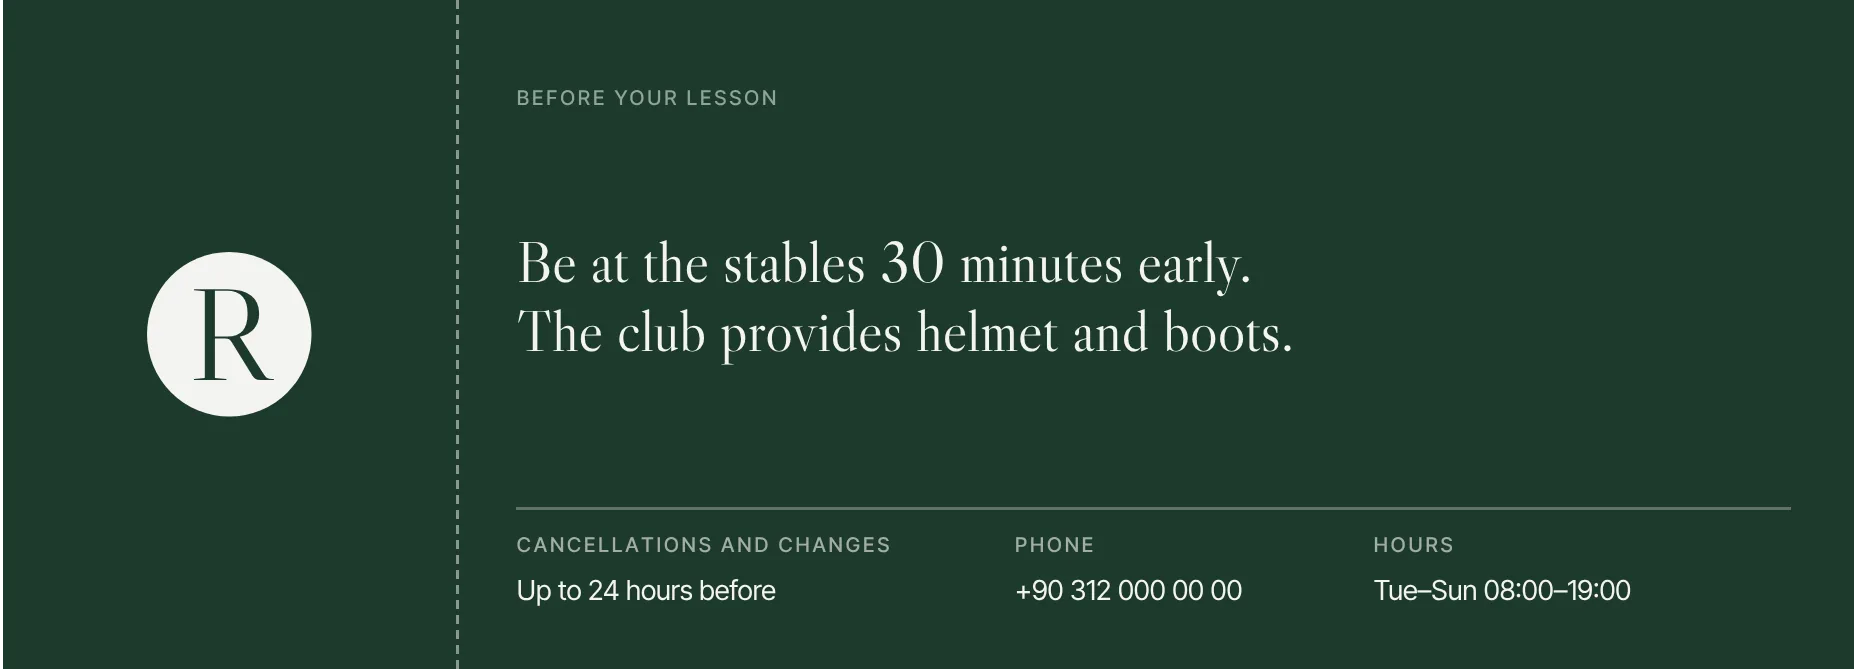 R
BEFORE YOUR LESSON
Be at the stables 30 minutes early.
The club provides helmet and boots.
CANCELLATIONS AND CHANGES
Up to 24 hours before
PHONE
+90 312 000 00 00
HOURS
Tue–Sun 08:00–19:00